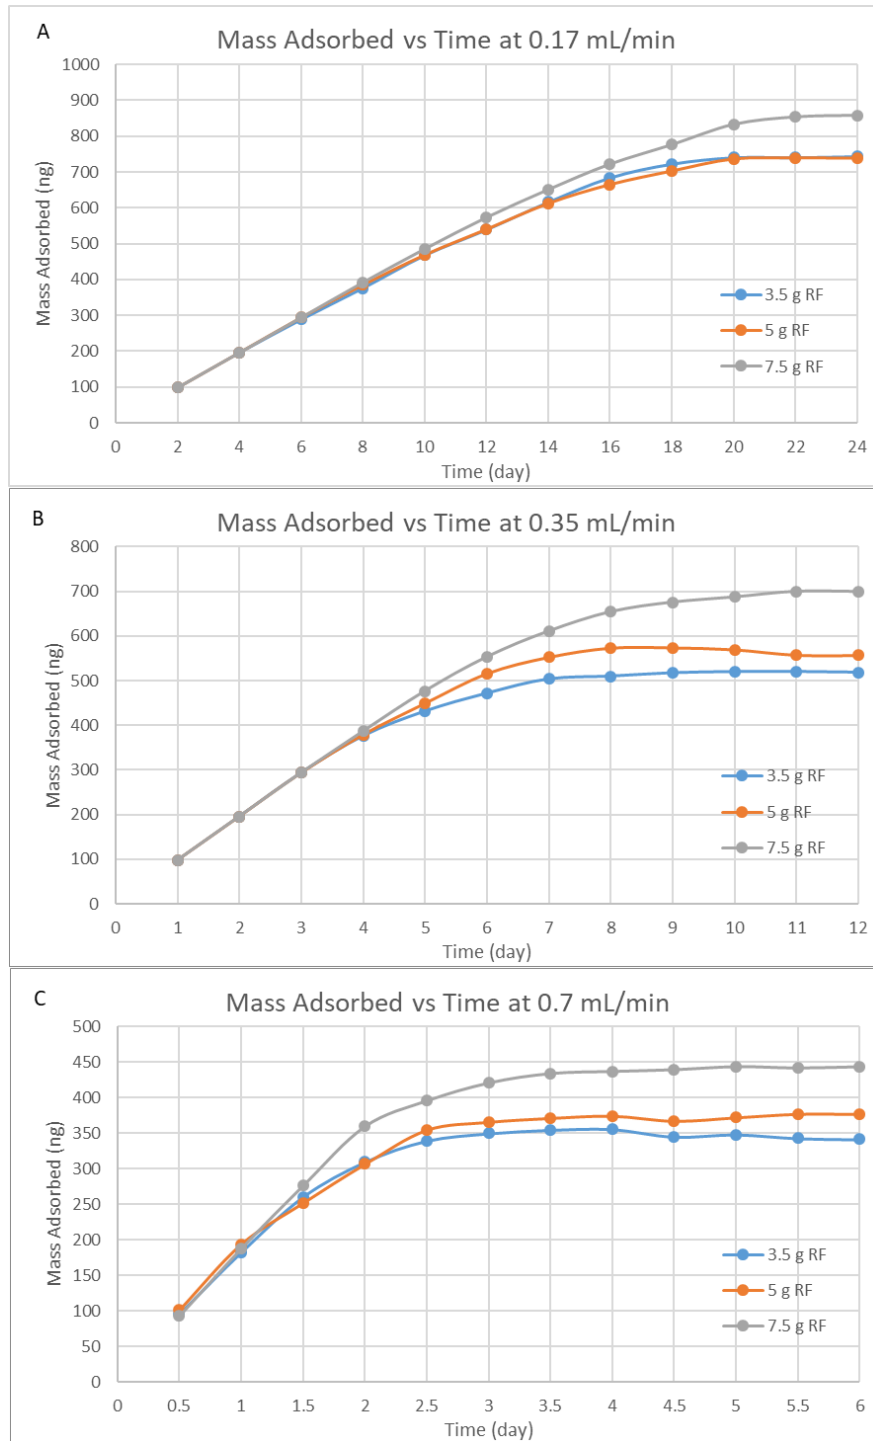 A
Mass Adsorbed vs Time at 0.17 mL/min
1000
900
800
700
600
500
400
300
200
100
0
Mass Adsorbed (ng)
3.5 g RF
5 g RF
7.5 g RF
0 2 4 6 8 10 12 14 16 18 20 22 24
Time (day)
B
Mass Adsorbed vs Time at 0.35 mL/min
800
700
600
500
400
300
200
100
0
Mass Adsorbed (ng)
3.5 g RF
5 g RF
7.5 g RF
0 1 2 3 4 5 6 7 8 9 10 11 12
Time (day)
C
Mass Adsorbed vs Time at 0.7 mL/min
500
450
400
350
300
250
200
150
100
50
0
Mass Adsorbed (ng)
3.5 g RF
5 g RF
7.5 g RF
0 0.5 1 1.5 2 2.5 3 3.5 4 4.5 5 5.5 6
Time (day)